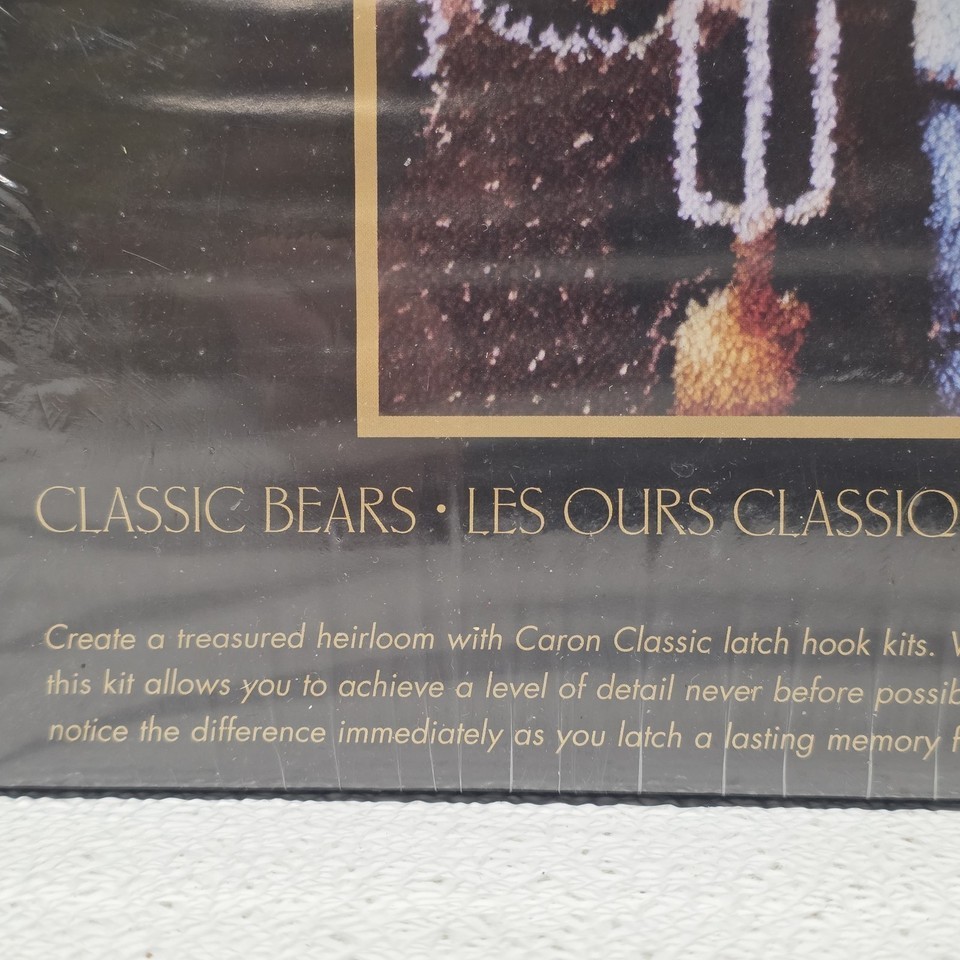 CLASSIC BEARS • LES OURS CLASSIQ
Create a treasured heirloom with Caron Classic latch hook kits.
this kit allows you to achieve a level of detail never before possib
notice the difference immediately as you latch a lasting memory f